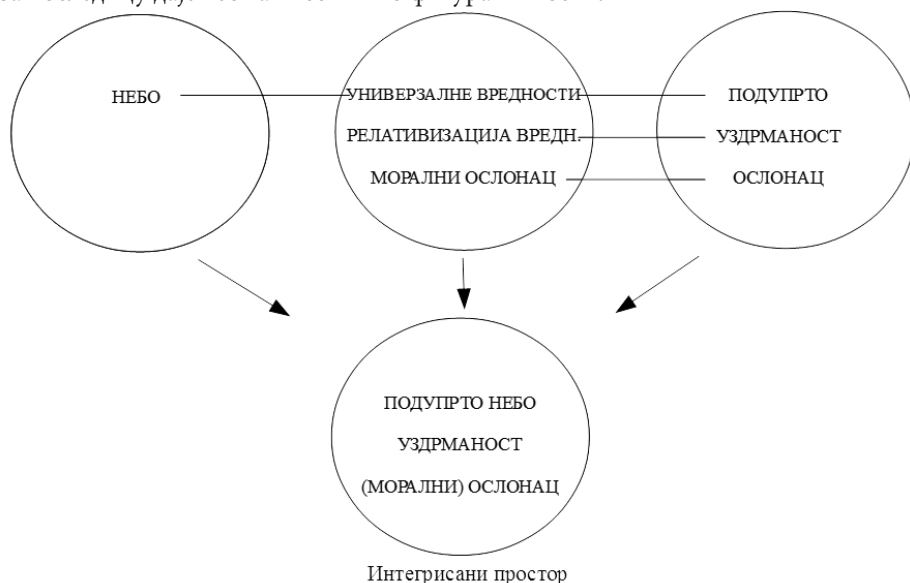 НЕБО
УНИВЕРЗАЛНЕ ВРЕДНОСТИ
ПОДУПРТО
РЕЛАТИВИЗАЦИЈА ВРЕДН.
УЗДРМАНОСТ
МОРАЛНИ ОСЛОНАЦ
ОСЛОНАЦ
ПОДУПРТО НЕБО
УЗДРМАНОСТ
(МОРАЛНИ) ОСЛОНАЦ
Интегрисани простор